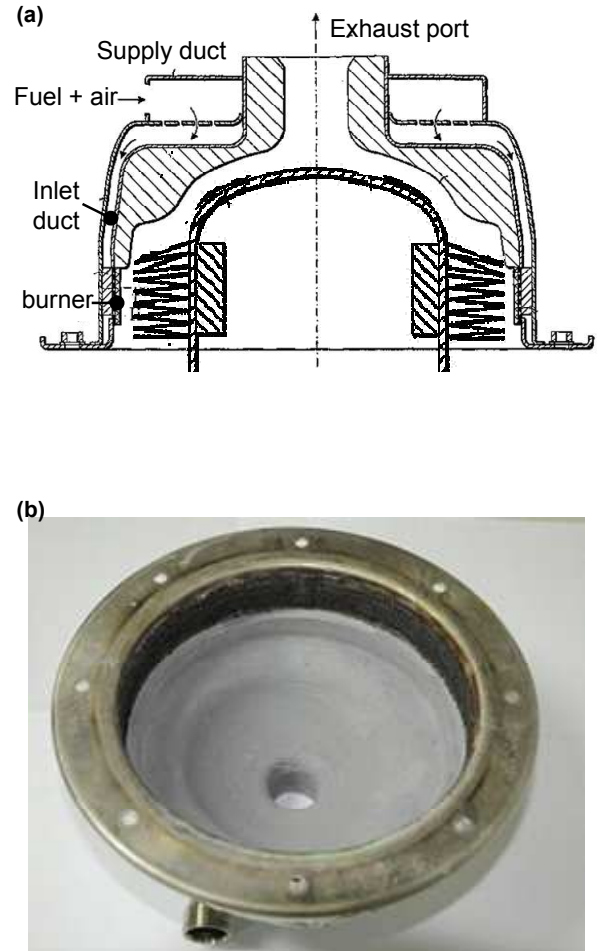 (a)
Exhaust port
Supply duct
Fuel + air
Inlet
duct
burner
(b)